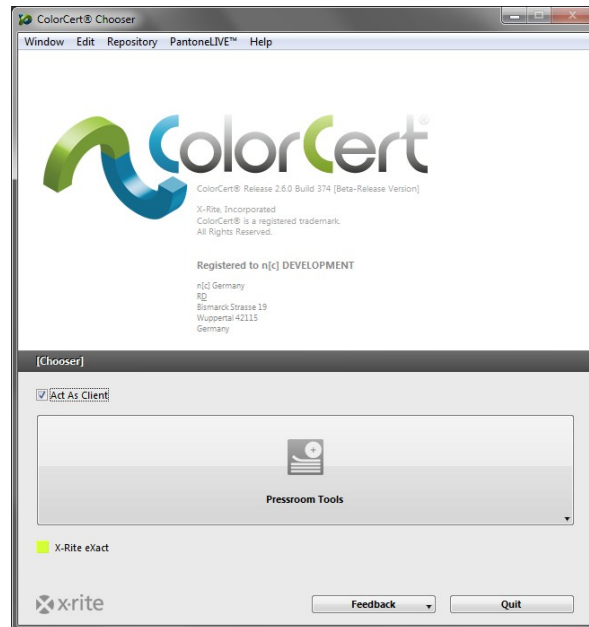 ColorCert® Chooser
Window Edit Repository PantoneLIVE™ Help
ColorCert®
ColorCert® Release 2.6.0 Build 374 [Beta-Release Version]
X-Rite, Incorporated
ColorCert® is a registered trademark.
All Rights Reserved.
Registered to n[c] DEVELOPMENT
n[c] Germany
RD
Bismarck Strasse 19
Wuppertal 42115
Germany
[Chooser]
Act As Client
Pressroom Tools
X-Rite eXact
x·rite
Feedback
Quit